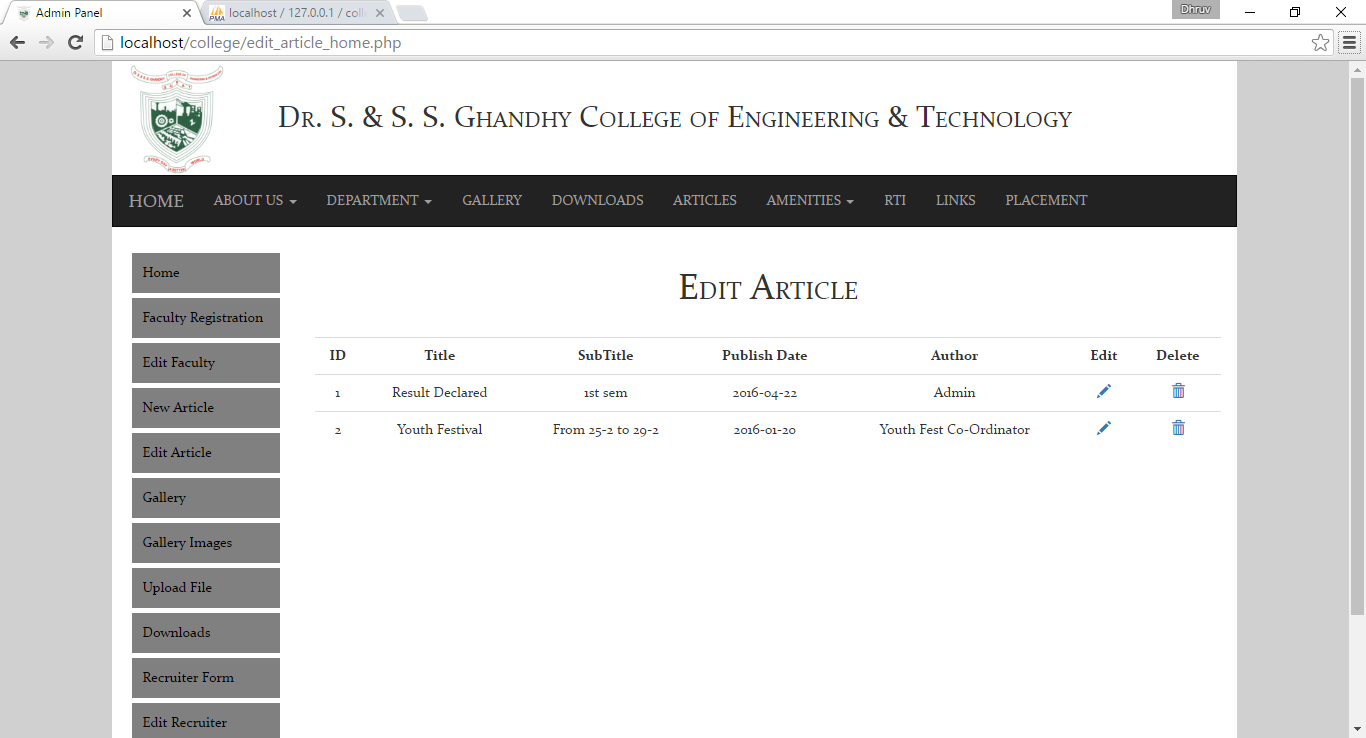 Admin Panel
localhost / 127.0.0.1 / coll
Dhruv
localhost/college/edit_article_home.php
Dr. S. & S. S. Ghandhy College of Engineering & Technology
HOME ABOUT US DEPARTMENT GALLERY DOWNLOADS ARTICLES AMENITIES RTI LINKS PLACEMENT
Home
Faculty Registration
Edit Faculty
New Article
Edit Article
Gallery
Gallery Images
Upload File
Downloads
Recruiter Form
Edit Recruiter
Edit Article
ID Title SubTitle Publish Date Author Edit Delete
1 Result Declared 1st sem 2016-04-22 Admin
2 Youth Festival From 25-2 to 29-2 2016-01-20 Youth Fest Co-Ordinator